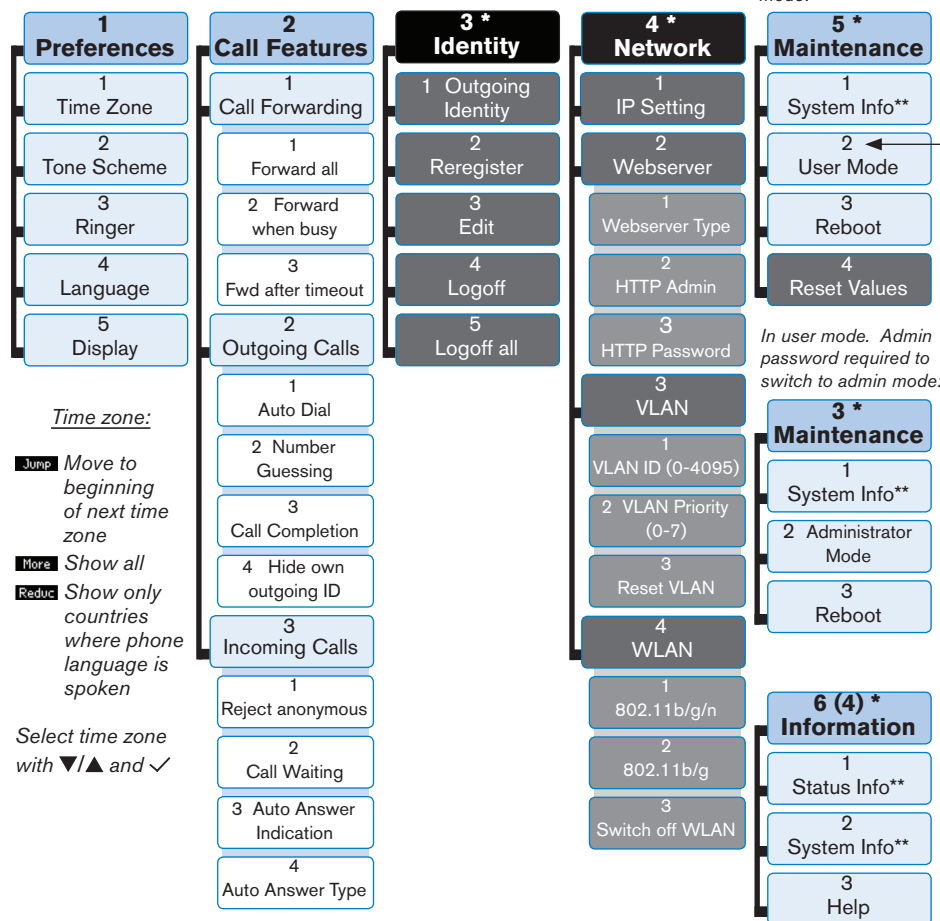 mode.
1
Preferences
1
Time Zone
2
Tone Scheme
3
Ringer
4
Language
5
Display
Time zone:
Jump Move to
beginning
of next time
zone
More Show all
Reduc Show only
countries
where phone
language is
spoken
Select time zone
with ▼/▲ and ✓
2
Call Features
1
Call Forwarding
1
Forward all
2 Forward
when busy
3
Fwd after timeout
2
Outgoing Calls
1
Auto Dial
2 Number
Guessing
3
Call Completion
4 Hide own
outgoing ID
3
Incoming Calls
1
Reject anonymous
2
Call Waiting
3 Auto Answer
Indication
4
Auto Answer Type
3 *
Identity
1 Outgoing
Identity
2
Reregister
3
Edit
4
Logoff
5
Logoff all
4 *
Network
1
IP Setting
2
Webserver
1
Webserver Type
2
HTTP Admin
3
HTTP Password
3
VLAN
1
VLAN ID (0-4095)
2 VLAN Priority
(0-7)
3
Reset VLAN
4
WLAN
1
802.11b/g/n
2
802.11b/g
3
Switch off WLAN
5 *
Maintenance
1
System Info**
2
User Mode
3
Reboot
4
Reset Values
In user mode. Admin
password required to
switch to admin mode:
3 *
Maintenance
1
System Info**
2 Administrator
Mode
3
Reboot
6 (4) *
Information
1
Status Info**
2
System Info**
3
Help